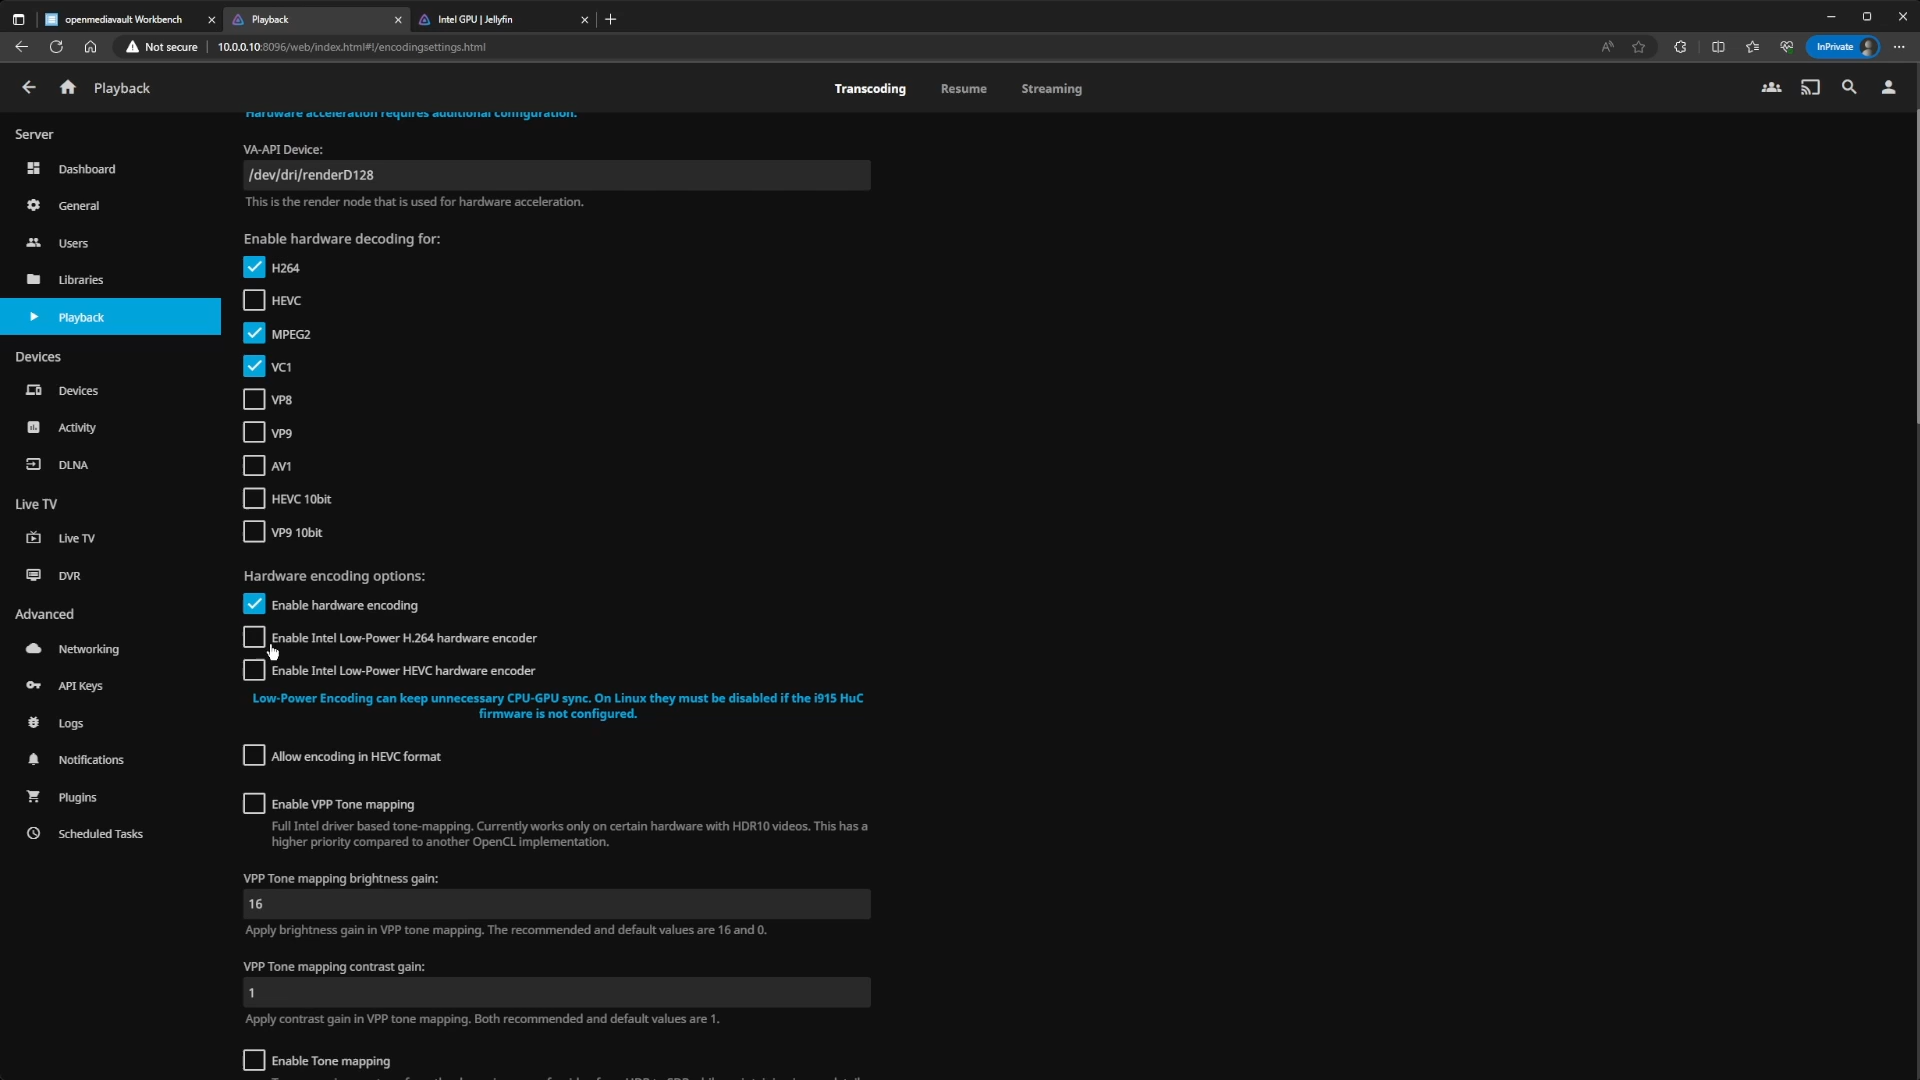 openmediavault Workbench
Playback
Intel GPU | Jellyfin
Not secure
10.0.0.10:8096/web/index.html#!/encodingsettings.html
InPrivate
Playback
Transcoding
Resume
Streaming
Server
Dashboard
General
Users
Libraries
Playback
Devices
Devices
Activity
DLNA
Live TV
Live TV
DVR
Advanced
Networking
API Keys
Logs
Notifications
Plugins
Scheduled Tasks
Hardware acceleration requires additional configuration.
VA-API Device:
/dev/dri/renderD128
This is the render node that is used for hardware acceleration.
Enable hardware decoding for:
H264
HEVC
MPEG2
VC1
VP8
VP9
AV1
HEVC 10bit
VP9 10bit
Hardware encoding options:
Enable hardware encoding
Enable Intel Low-Power H.264 hardware encoder
Enable Intel Low-Power HEVC hardware encoder
Low-Power Encoding can keep unnecessary CPU-GPU sync. On Linux they must be disabled if the i915 HuC
firmware is not configured.
Allow encoding in HEVC format
Enable VPP Tone mapping
Full Intel driver based tone-mapping. Currently works only on certain hardware with HDR10 videos. This has a
higher priority compared to another OpenCL implementation.
VPP Tone mapping brightness gain:
16
Apply brightness gain in VPP tone mapping. The recommended and default values are 16 and 0.
VPP Tone mapping contrast gain:
1
Apply contrast gain in VPP tone mapping. Both recommended and default values are 1.
Enable Tone mapping